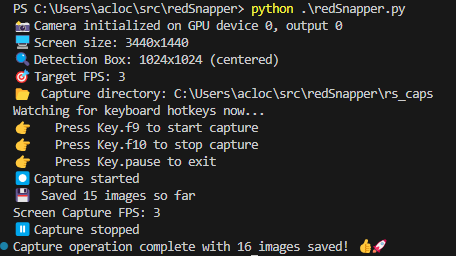 PS C:\Users\acloc\src\redSnapper> python .\redSnapper.py
📷 Camera initialized on GPU device 0, output 0
🖥️ Screen size: 3440x1440
🔍 Detection Box: 1024x1024 (centered)
🎯 Target FPS: 3
📂 Capture directory: C:\Users\acloc\src\redSnapper\rs_caps
Watching for keyboard hotkeys now...
👉 Press Key.f9 to start capture
👉 Press Key.f10 to stop capture
👉 Press Key.pause to exit
⏺️ Capture started
💾 Saved 15 images so far
Screen Capture FPS: 3
⏸️ Capture stopped
Capture operation complete with 16 images saved! 👍🚀